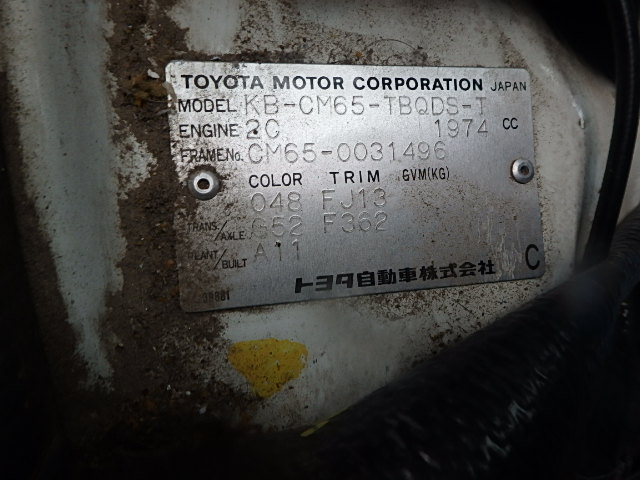 TOYOTA MOTOR CORPORATION JAPAN
MODEL KB-CM65-TBQDS-T
ENGINE 2C 1974 CC
FRAME No. CM65-0031496
COLOR TRIM GVM(KG)
048 FJ13
TRANS./AXLE G52 F362
PLANT/BUILT A11
トヨタ自動車株式会社 C